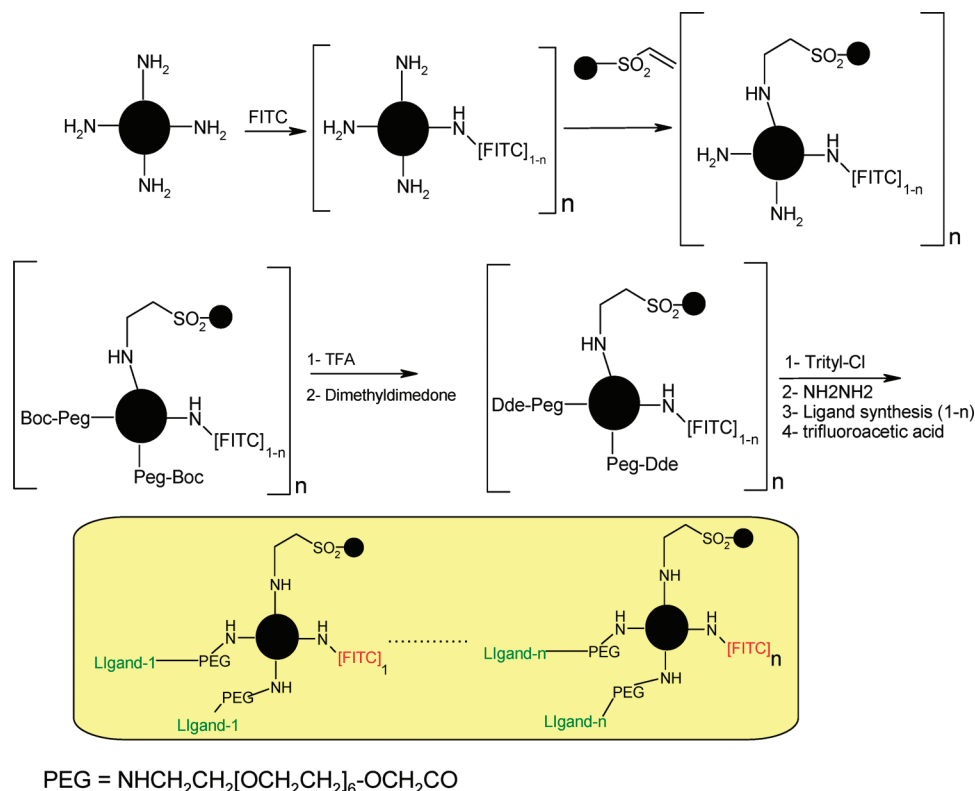 NH2
H2N
NH2
NH2
FITC
NH2
H2N
H
N
[FITC]1-n
NH2
n
SO2
SO2
HN
H2N
H
N
[FITC]1-n
NH2
n
SO2
HN
Boc-Peg
H
N
[FITC]1-n
Peg-Boc
n
1- TFA
2- Dimethyldimedone
SO2
HN
Dde-Peg
H
N
[FITC]1-n
Peg-Dde
n
1- Trityl-Cl
2- NH2NH2
3- Ligand synthesis (1-n)
4- trifluoroacetic acid
SO2
NH
H
N
H
N
LIgand-1
PEG
[FITC]1
NH
PEG
LIgand-1
SO2
NH
H
N
H
N
LIgand-n
PEG
[FITC]n
NH
PEG
LIgand-n
PEG = NHCH2CH2[OCH2CH2]6-OCH2CO